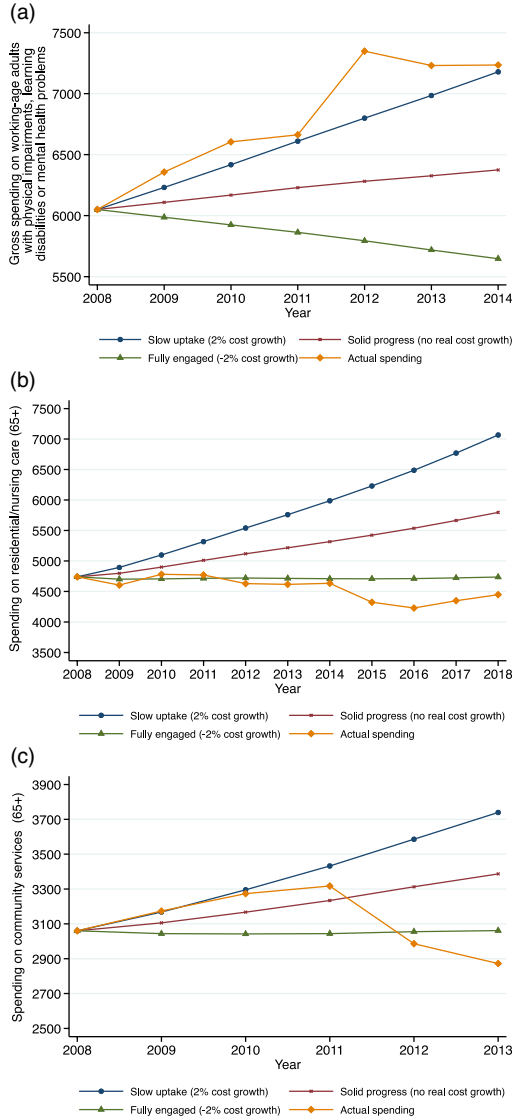 (a)
Gross spending on working-age adults
with physical impairments, learning
disabilities or mental health problems
7500
7000
6500
6000
5500
2008 2009 2010 2011 2012 2013 2014
Year
Slow uptake (2% cost growth) Solid progress (no real cost growth)
Fully engaged (-2% cost growth) Actual spending
(b)
Spending on residential/nursing care (65+)
7500
7000
6500
6000
5500
5000
4500
4000
3500
2008 2009 2010 2011 2012 2013 2014 2015 2016 2017 2018
Year
Slow uptake (2% cost growth) Solid progress (no real cost growth)
Fully engaged (-2% cost growth) Actual spending
(c)
Spending on community services (65+)
3900
3700
3500
3300
3100
2900
2700
2500
2008 2009 2010 2011 2012 2013
Year
Slow uptake (2% cost growth) Solid progress (no real cost growth)
Fully engaged (-2% cost growth) Actual spending